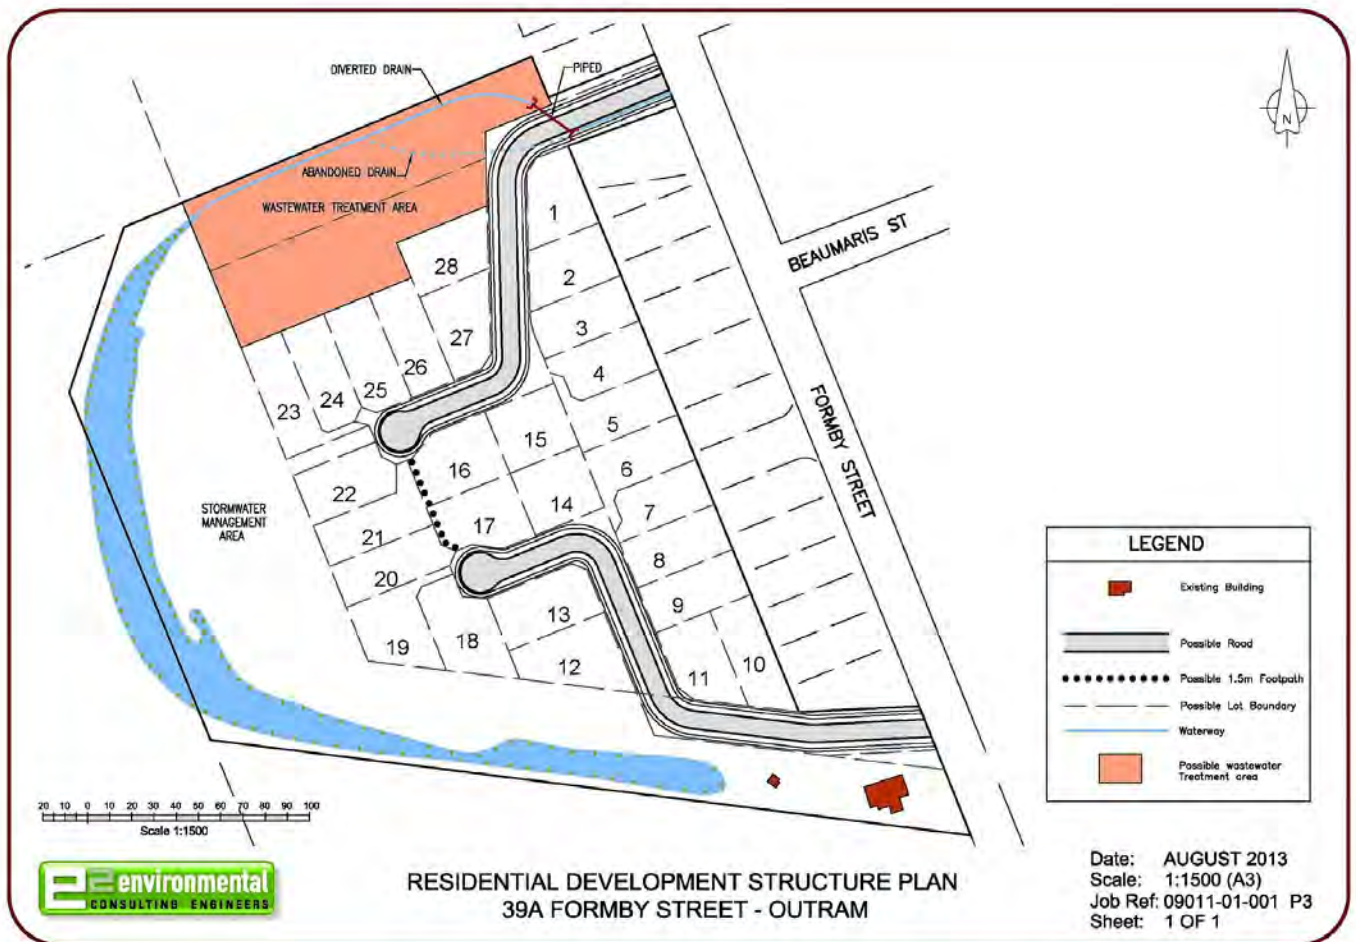 DIVERTED DRAIN
PIPED
N
ABANDONED DRAIN
WASTEWATER TREATMENT AREA
1
BEAUMARIS ST
28
2
3
27
4
26
25
24
23
FORMBY STREET
5
15
16
6
22
14
7
17
STORMWATER
MANAGEMENT
AREA
21
8
20
9
13
19
18
12
11
10
LEGEND
Existing Building
Possible Road
Possible 1.5m Footpath
Possible Lot Boundary
Waterway
Possible wastewater
Treatment area
20 10 0 10 20 30 40 50 60 70 80 90 100
Scale 1:1500
e2 environmental
CONSULTING ENGINEERS
RESIDENTIAL DEVELOPMENT STRUCTURE PLAN
39A FORMBY STREET - OUTRAM
Date: AUGUST 2013
Scale: 1:1500 (A3)
Job Ref: 09011-01-001 P3
Sheet: 1 OF 1